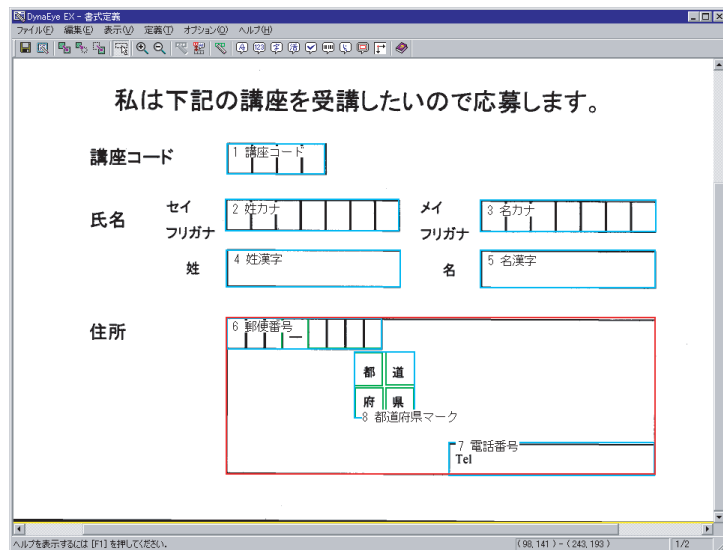 DynaEye EX - 書式定義
ファイル(F) 編集(E) 表示(V) 定義(T) オプション(O) ヘルプ(H)
私は下記の講座を受講したいので応募します。
講座コード
1 講座コード
氏名
セイ
フリガナ
2 姓カナ
メイ
フリガナ
3 名カナ
姓
4 姓漢字
名
5 名漢字
住所
6 郵便番号
都 道
府 県
8 都道府県マーク
7 電話番号
Tel
ヘルプを表示するには [F1] を押してください。
(98, 141) - (243, 193)
1/2